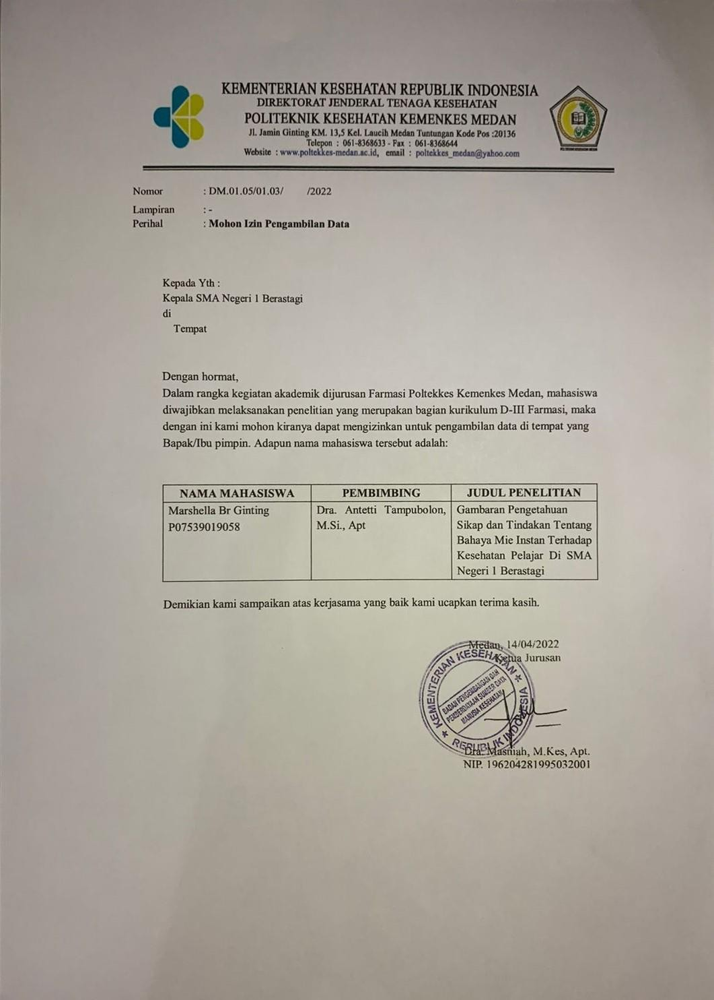 KEMENTERIAN KESEHATAN REPUBLIK INDONESIA
DIREKTORAT JENDERAL TENAGA KESEHATAN
POLITEKNIK KESEHATAN KEMENKES MEDAN
Jl. Jamin Ginting KM. 13,5 Kel. Laucih Medan Tuntungan Kode Pos :20136
Telepon : 061-8368633 - Fax : 061-8368644
Website : www.poltekkes-medan.ac.id, email : poltekkes_medan@yahoo.com
Nomor : DM.01.05/01.03/ /2022
Lampiran : -
Perihal : Mohon Izin Pengambilan Data
Kepada Yth :
Kepala SMA Negeri 1 Berastagi
di
Tempat
Dengan hormat,
Dalam rangka kegiatan akademik dijurusan Farmasi Poltekkes Kemenkes Medan, mahasiswa
diwajibkan melaksanakan penelitian yang merupakan bagian kurikulum D-III Farmasi, maka
dengan ini kami mohon kiranya dapat mengizinkan untuk pengambilan data di tempat yang
Bapak/Ibu pimpin. Adapun nama mahasiswa tersebut adalah:
NAMA MAHASISWA PEMBIMBING JUDUL PENELITIAN
Marshella Br Ginting
P07539019058
Dra. Antetti Tampubolon,
M.Si., Apt
Gambaran Pengetahuan
Sikap dan Tindakan Tentang
Bahaya Mie Instan Terhadap
Kesehatan Pelajar Di SMA
Negeri 1 Berastagi
Demikian kami sampaikan atas kerjasama yang baik kami ucapkan terima kasih.
Medan, 14/04/2022
Ketua Jurusan
KEMENTERIAN KESEHATAN
REPUBLIK INDONESIA
BADAN PENGEMBANGAN DAN
PEMBERDAYAAN SUMBER DAYA
MANUSIA KESEHATAN
Dra. Masniah, M.Kes, Apt.
NIP. 196204281995032001